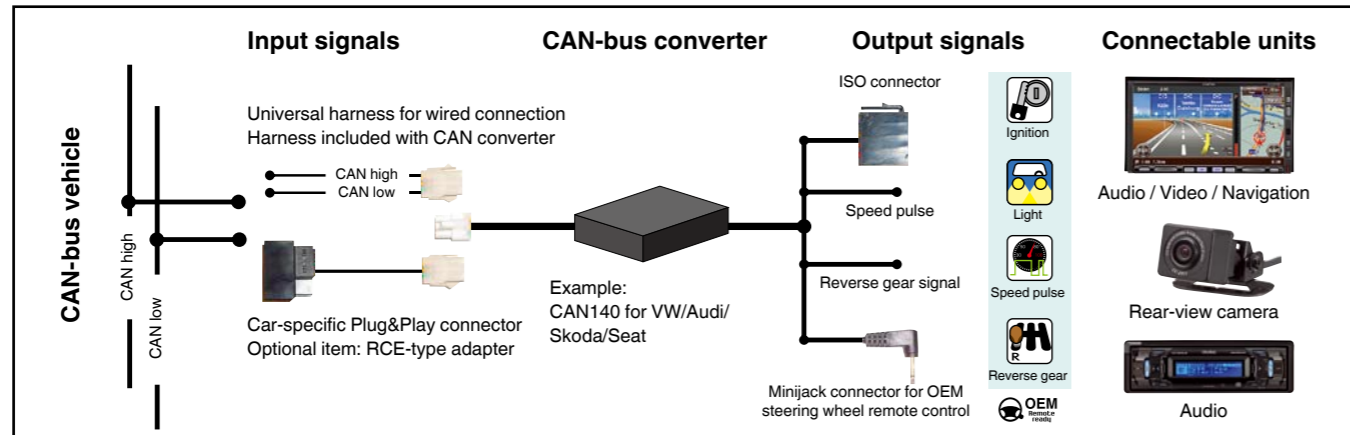 Input signals
CAN-bus converter
Output signals
Connectable units
CAN-bus vehicle
CAN high
CAN low
Universal harness for wired connection
Harness included with CAN converter
CAN high
CAN low
Car-specific Plug&Play connector
Optional item: RCE-type adapter
Example:
CAN140 for VW/Audi/
Skoda/Seat
ISO connector
Speed pulse
Reverse gear signal
Minijack connector for OEM
steering wheel remote control
Ignition
Light
Speed pulse
R
Reverse gear
OEM
Remote
ready
Audio / Video / Navigation
Rear-view camera
Audio